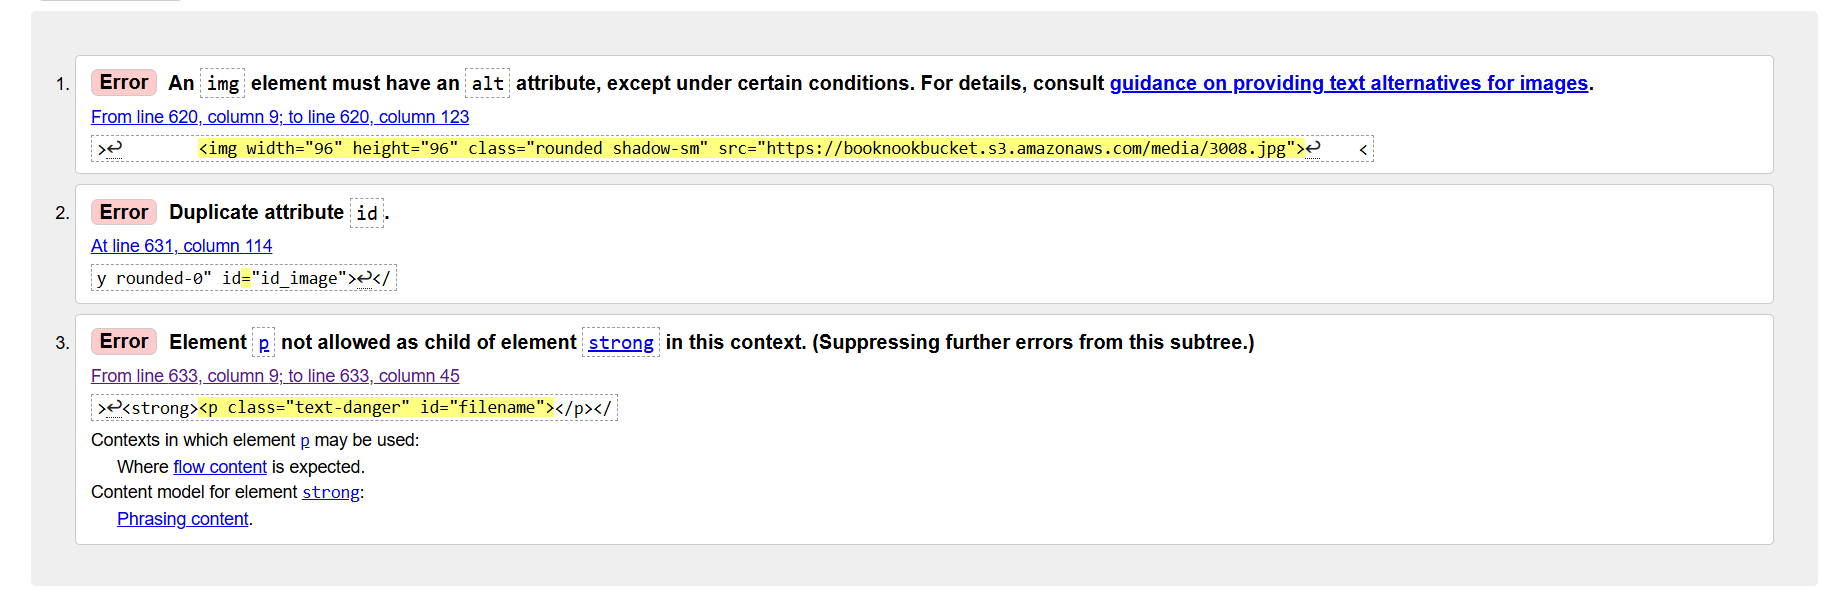 1. Error An img element must have an alt attribute, except under certain conditions. For details, consult guidance on providing text alternatives for images.
From line 620, column 9; to line 620, column 123
>↩        <img width="96" height="96" class="rounded shadow-sm" src="https://booknookbucket.s3.amazonaws.com/media/3008.jpg">↩    <
2. Error Duplicate attribute id.
At line 631, column 114
y rounded-0" id="id_image">↩</
3. Error Element p not allowed as child of element strong in this context. (Suppressing further errors from this subtree.)
From line 633, column 9; to line 633, column 45
>↩<strong><p class="text-danger" id="filename"></p></
Contexts in which element p may be used:
Where flow content is expected.
Content model for element strong:
Phrasing content.